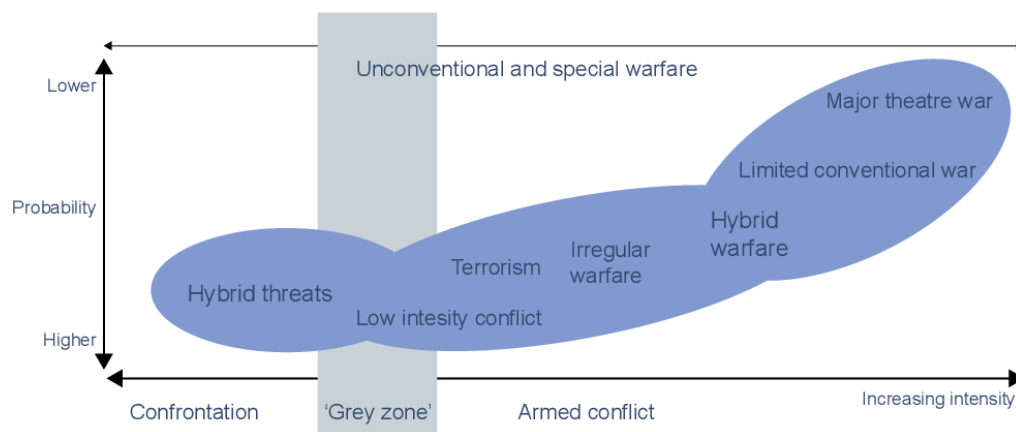 Unconventional and special warfare
Lower
Major theatre war
Limited conventional war
Probability
Hybrid
warfare
Irregular
warfare
Terrorism
Hybrid threats
Low intesity conflict
Higher
Increasing intensity
Confrontation
‘Grey zone’
Armed conflict